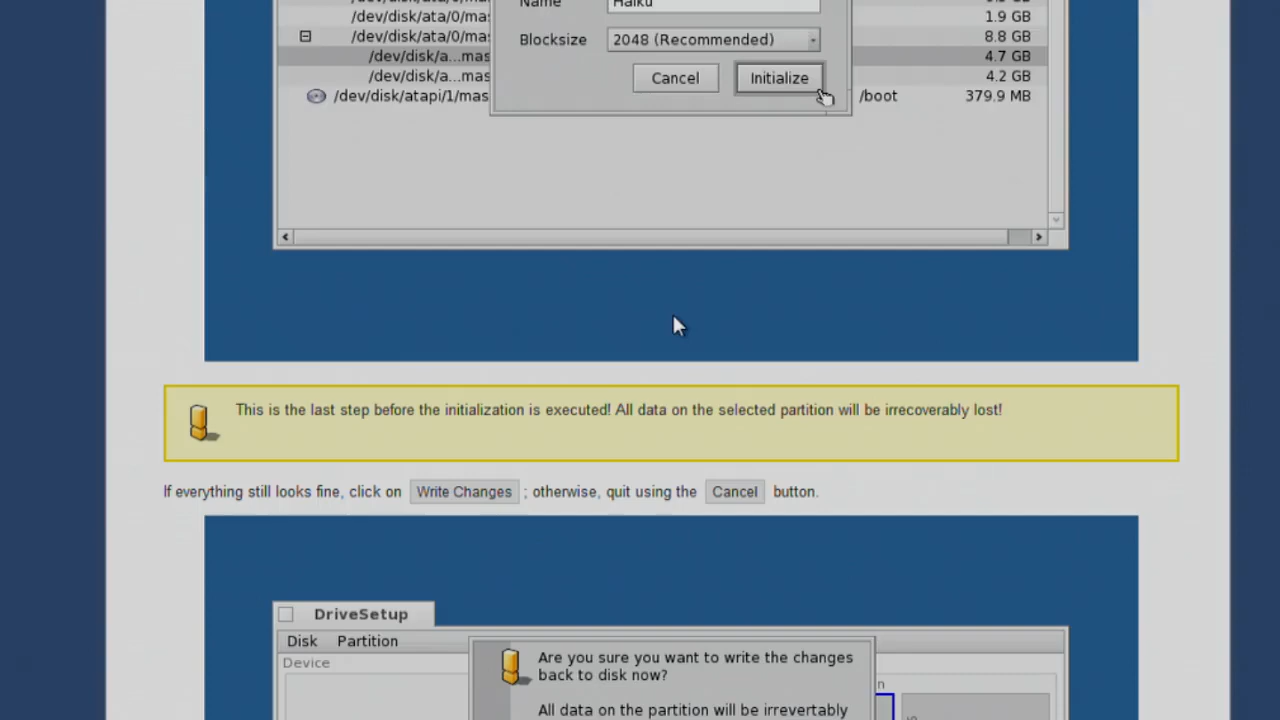 /dev/disk/ata/0/mas
1.9 GB
/dev/disk/ata/0/mas
8.8 GB
/dev/disk/a...mas
4.7 GB
/dev/disk/a...mas
4.2 GB
/dev/disk/atapi/1/mas
/boot
379.9 MB
Name
Haiku
Blocksize
2048 (Recommended)
Cancel
Initialize
This is the last step before the initialization is executed! All data on the selected partition will be irrecoverably lost!
If everything still looks fine, click on Write Changes ; otherwise, quit using the Cancel button.
DriveSetup
Disk Partition
Device
Are you sure you want to write the changes
back to disk now?
All data on the partition will be irrevertably